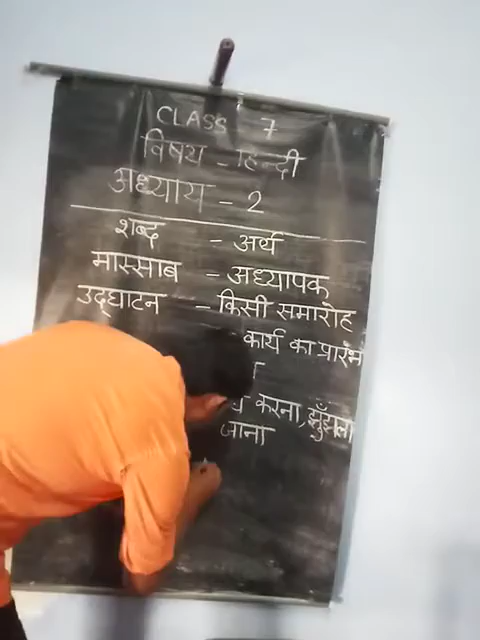 CLASS 7
विषय - हिन्दी
अध्याय - 2
शब्द - अर्थ
मास्साब - अध्यापक
उद्घाटन - किसी समारोह
कार्य का प्रारंभ
करना, झुँझला
जाना